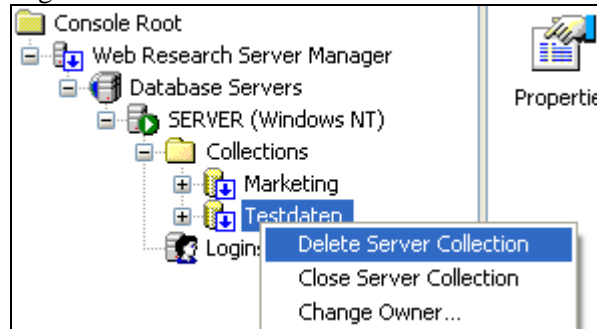 Console Root
Web Research Server Manager
Database Servers
Propertie
SERVER (Windows NT)
Collections
Marketing
Testdaten
Logins
Delete Server Collection
Close Server Collection
Change Owner...